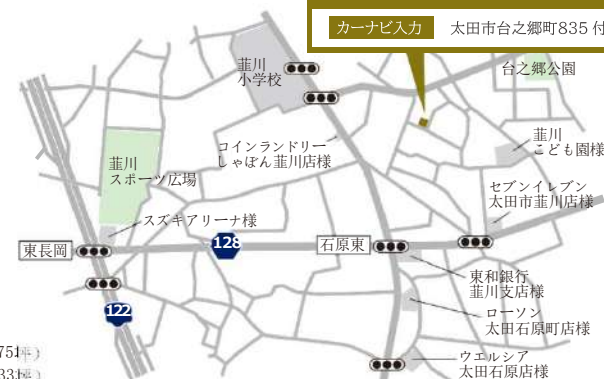 カーナビ入力 太田市台之郷町835 付
韮川
小学校
台之郷公園
コインランドリー
しゃぼん韮川店様
韮川
こども園様
韮川
スポーツ広場
セブンイレブン
太田市韮川店様
スズキアリーナ様
東長岡
128
石原東
東和銀行
韮川支店様
122
ローソン
太田石原町店様
ウエルシア
太田石原店様